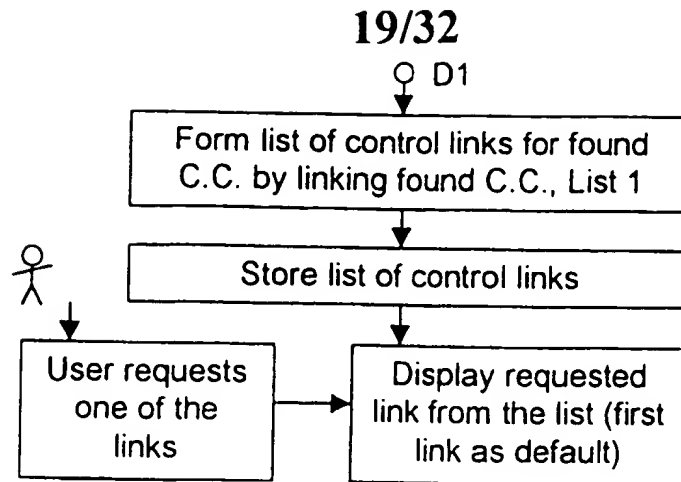 19/32
D1
Form list of control links for found
C.C. by linking found C.C., List 1
Store list of control links
User requests
one of the
links
Display requested
link from the list (first
link as default)